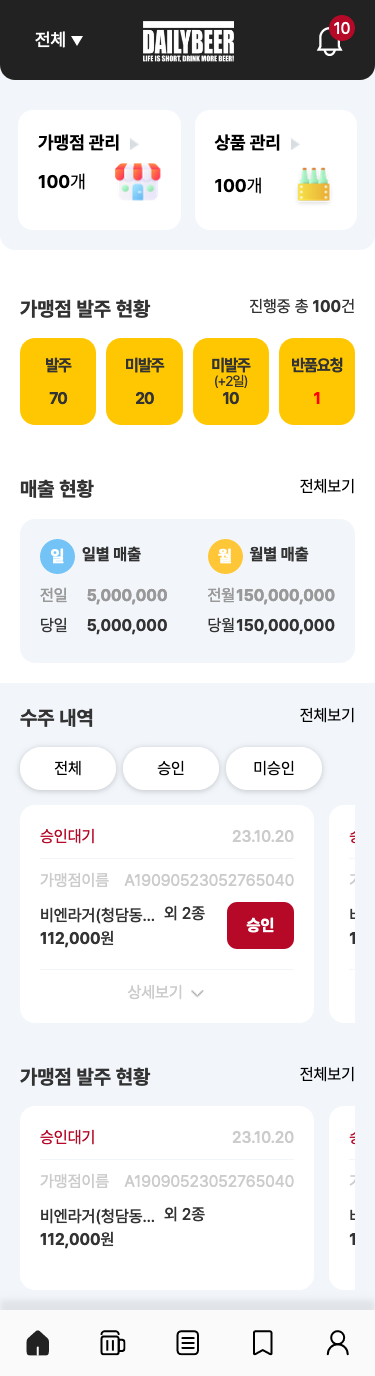 전체 ▼
DAILYBEER
LIFE IS SHORT, DRINK MORE BEER!
10
가맹점 관리
100개
상품 관리
100개
가맹점 발주 현황
진행중 총 100건
발주
70
미발주
20
미발주
(+2일)
10
반품요청
1
매출 현황
전체보기
일 일별 매출
전일 5,000,000
당일 5,000,000
월 월별 매출
전월150,000,000
당월150,000,000
수주 내역
전체보기
전체
승인
미승인
승인대기 23.10.20
가맹점이름 A19090523052765040
비엔라거(청담동... 외 2종
112,000원
승인
상세보기
가맹점 발주 현황
전체보기
승인대기 23.10.20
가맹점이름 A19090523052765040
비엔라거(청담동... 외 2종
112,000원